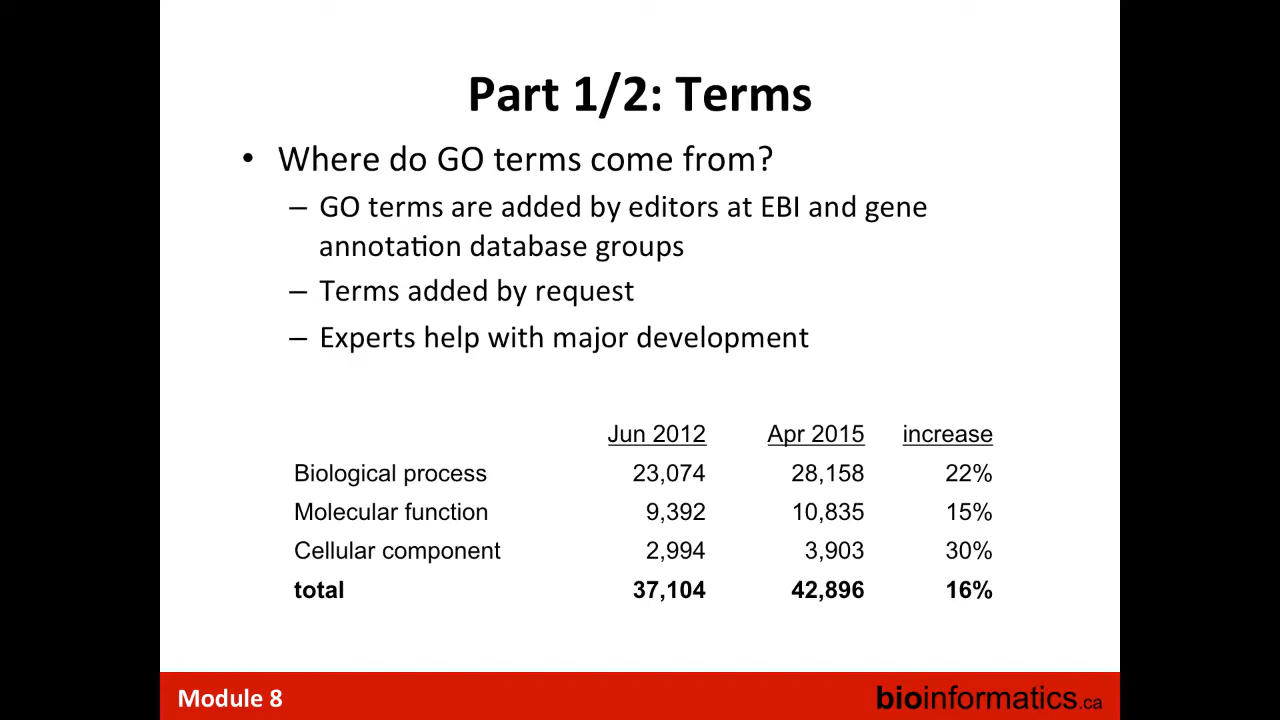 Part 1/2: Terms
• Where do GO terms come from?
– GO terms are added by editors at EBI and gene
annotation database groups
– Terms added by request
– Experts help with major development
Jun 2012 Apr 2015 increase
Biological process 23,074 28,158 22%
Molecular function 9,392 10,835 15%
Cellular component 2,994 3,903 30%
total 37,104 42,896 16%
Module 8 bioinformatics.ca